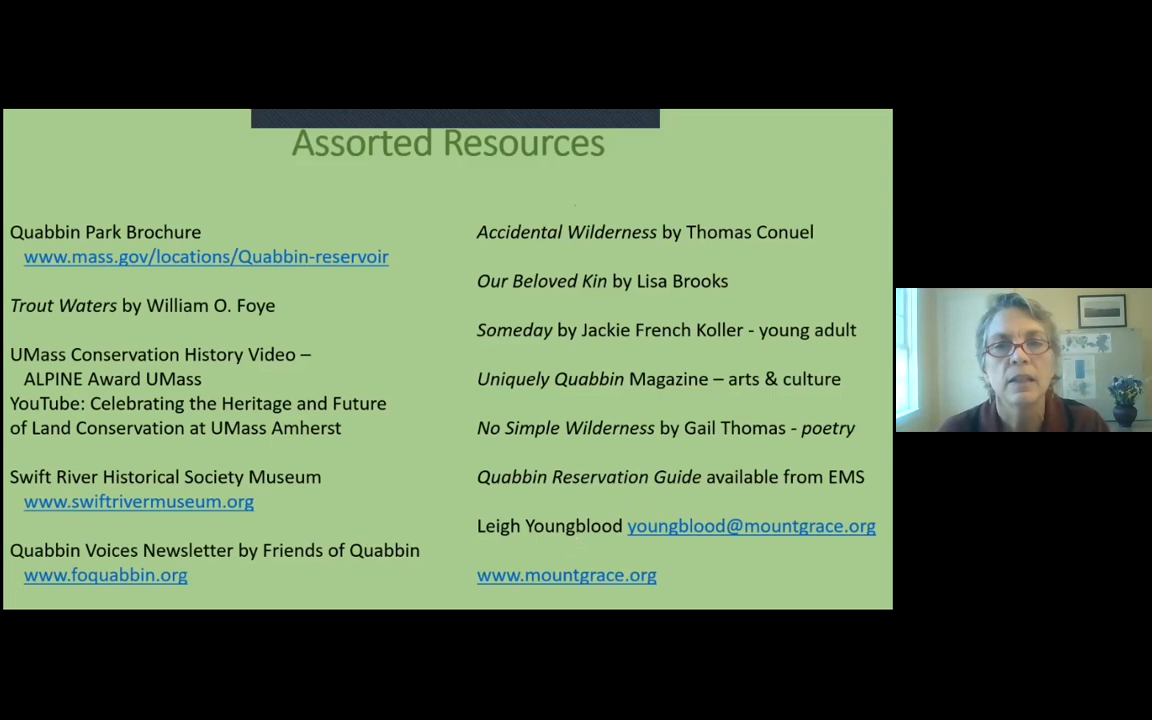 Assorted Resources
Quabbin Park Brochure
www.mass.gov/locations/Quabbin-reservoir
Trout Waters by William O. Foye
UMass Conservation History Video –
ALPINE Award UMass
YouTube: Celebrating the Heritage and Future
of Land Conservation at UMass Amherst
Swift River Historical Society Museum
www.swiftrivermuseum.org
Quabbin Voices Newsletter by Friends of Quabbin
www.foquabbin.org
Accidental Wilderness by Thomas Conuel
Our Beloved Kin by Lisa Brooks
Someday by Jackie French Koller - young adult
Uniquely Quabbin Magazine – arts & culture
No Simple Wilderness by Gail Thomas - poetry
Quabbin Reservation Guide available from EMS
Leigh Youngblood youngblood@mountgrace.org
www.mountgrace.org